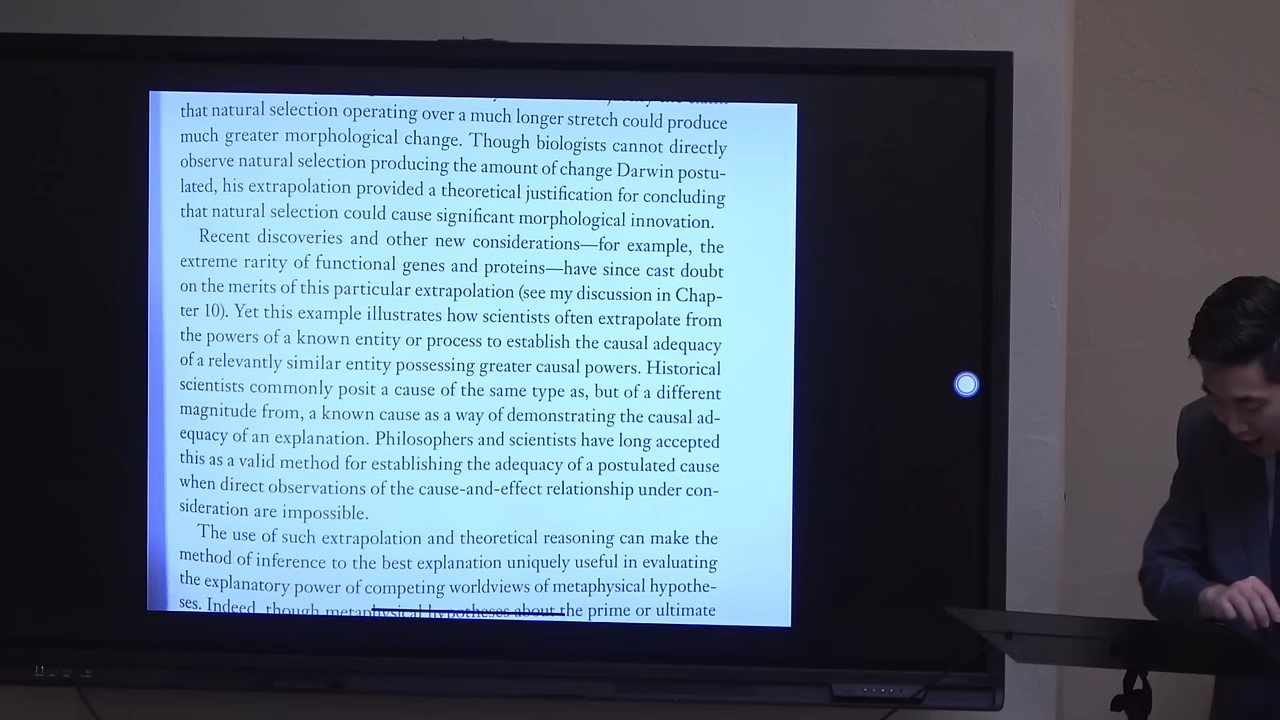 that natural selection operating over a much longer stretch could produce
much greater morphological change. Though biologists cannot directly
observe natural selection producing the amount of change Darwin postu-
lated, his extrapolation provided a theoretical justification for concluding
that natural selection could cause significant morphological innovation.
Recent discoveries and other new considerations—for example, the
extreme rarity of functional genes and proteins—have since cast doubt
on the merits of this particular extrapolation (see my discussion in Chap-
ter 10). Yet this example illustrates how scientists often extrapolate from
the powers of a known entity or process to establish the causal adequacy
of a relevantly similar entity possessing greater causal powers. Historical
scientists commonly posit a cause of the same type as, but of a different
magnitude from, a known cause as a way of demonstrating the causal ad-
equacy of an explanation. Philosophers and scientists have long accepted
this as a valid method for establishing the adequacy of a postulated cause
when direct observations of the cause-and-effect relationship under con-
sideration are impossible.
The use of such extrapolation and theoretical reasoning can make the
method of inference to the best explanation uniquely useful in evaluating
the explanatory power of competing worldviews of metaphysical hypothe-
ses. Indeed, though metaphysical hypotheses about the prime or ultimate